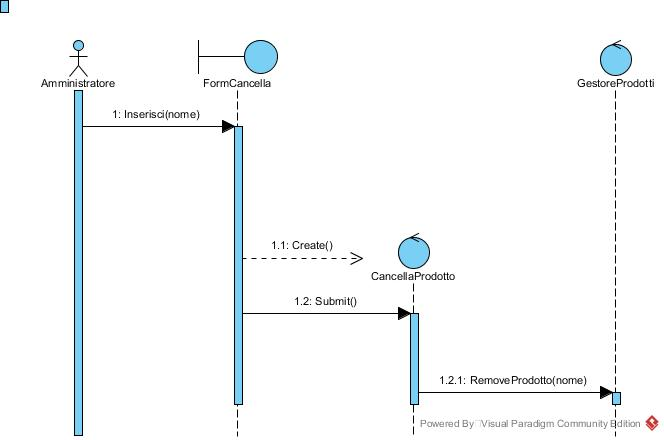 Amministratore
FormCancella
GestoreProdotti
1: Inserisci(nome)
1.1: Create()
CancellaProdotto
1.2: Submit()
1.2.1: RemoveProdotto(nome)
Powered By Visual Paradigm Community Edition